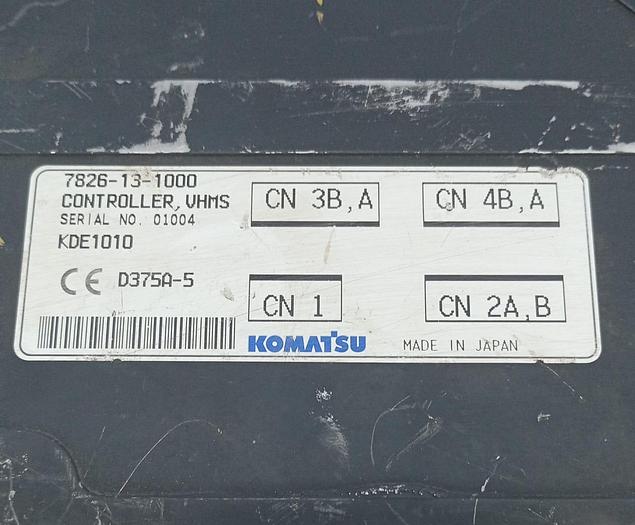 7826-13-1000
CONTROLLER, VHMS
SERIAL NO. 01004
KDE1010
CE D375A-5
CN 3B,A
CN 4B,A
CN 1
CN 2A,B
KOMATSU
MADE IN JAPAN